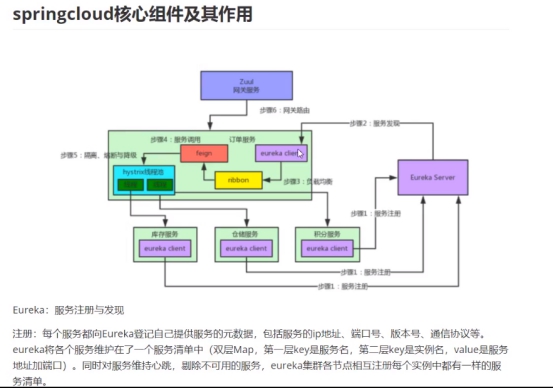 springcloud核心组件及其作用
Zuul
网关服务
步骤6：网关路由
步骤2：服务发现
步骤4：服务调用
订单服务
步骤5：隔离、熔断与降级
feign
eureka client
hystrix线程池
ribbon
步骤3：负载均衡
Eureka Server
步骤1：服务注册
库存服务
仓储服务
积分服务
eureka client
eureka client
eureka client
步骤1：服务注册
步骤1：服务注册
Eureka：服务注册与发现
注册：每个服务都向Eureka登记自己提供服务的元数据，包括服务的ip地址、端口号、版本号、通信协议等。
eureka将各个服务维护在了一个服务清单中（双层Map，第一层key是服务名，第二层key是实例名，value是服务
地址加端口）。同时对服务维持心跳，剔除不可用的服务，eureka集群各节点相互注册每个实例中都有一样的服
务清单。